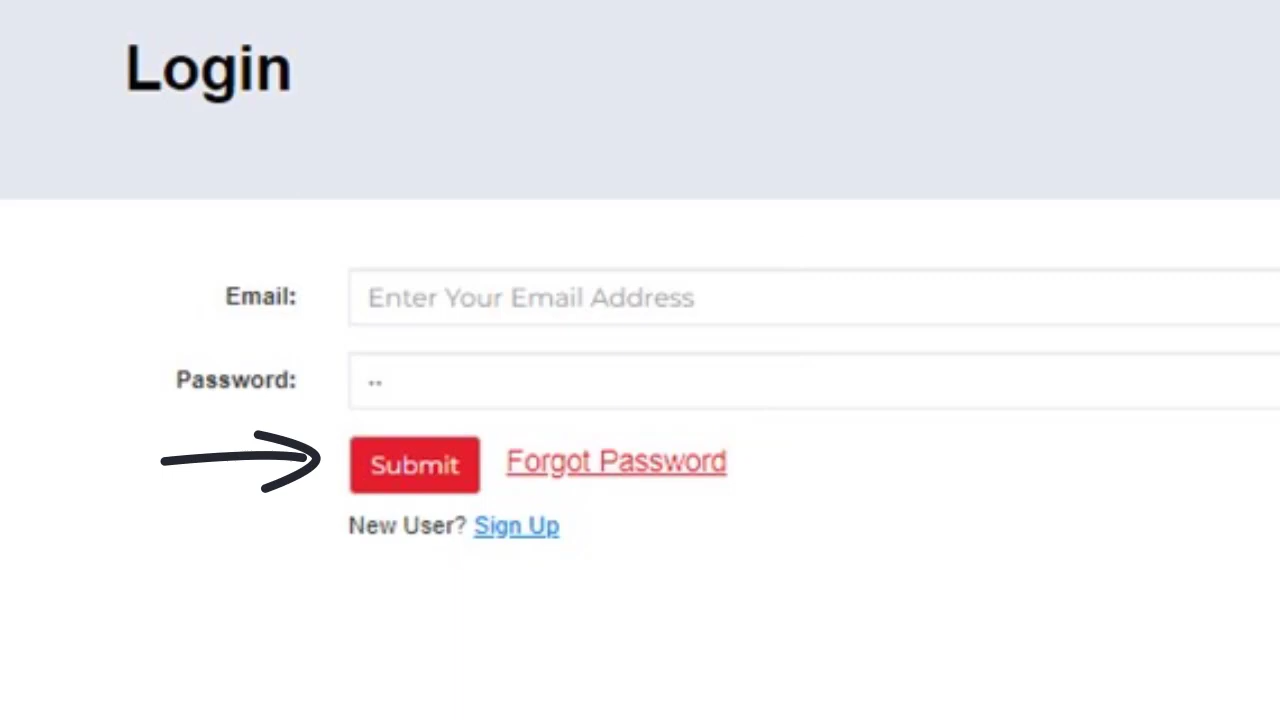 Login
Email: Enter Your Email Address
Password: ··
Submit Forgot Password
New User? Sign Up